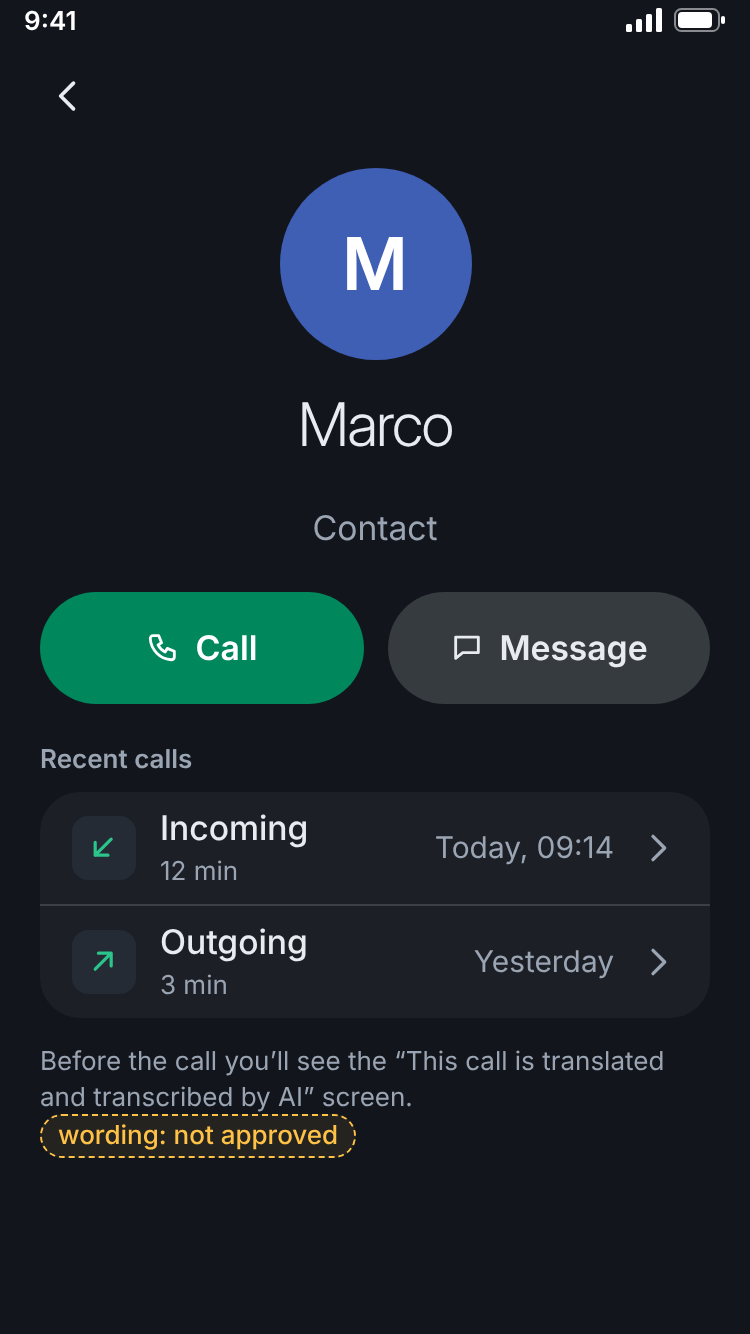 9:41
M
Marco
Contact
Call
Message
Recent calls
Incoming
12 min
Today, 09:14
Outgoing
3 min
Yesterday
Before the call you’ll see the “This call is translated
and transcribed by AI” screen.
wording: not approved